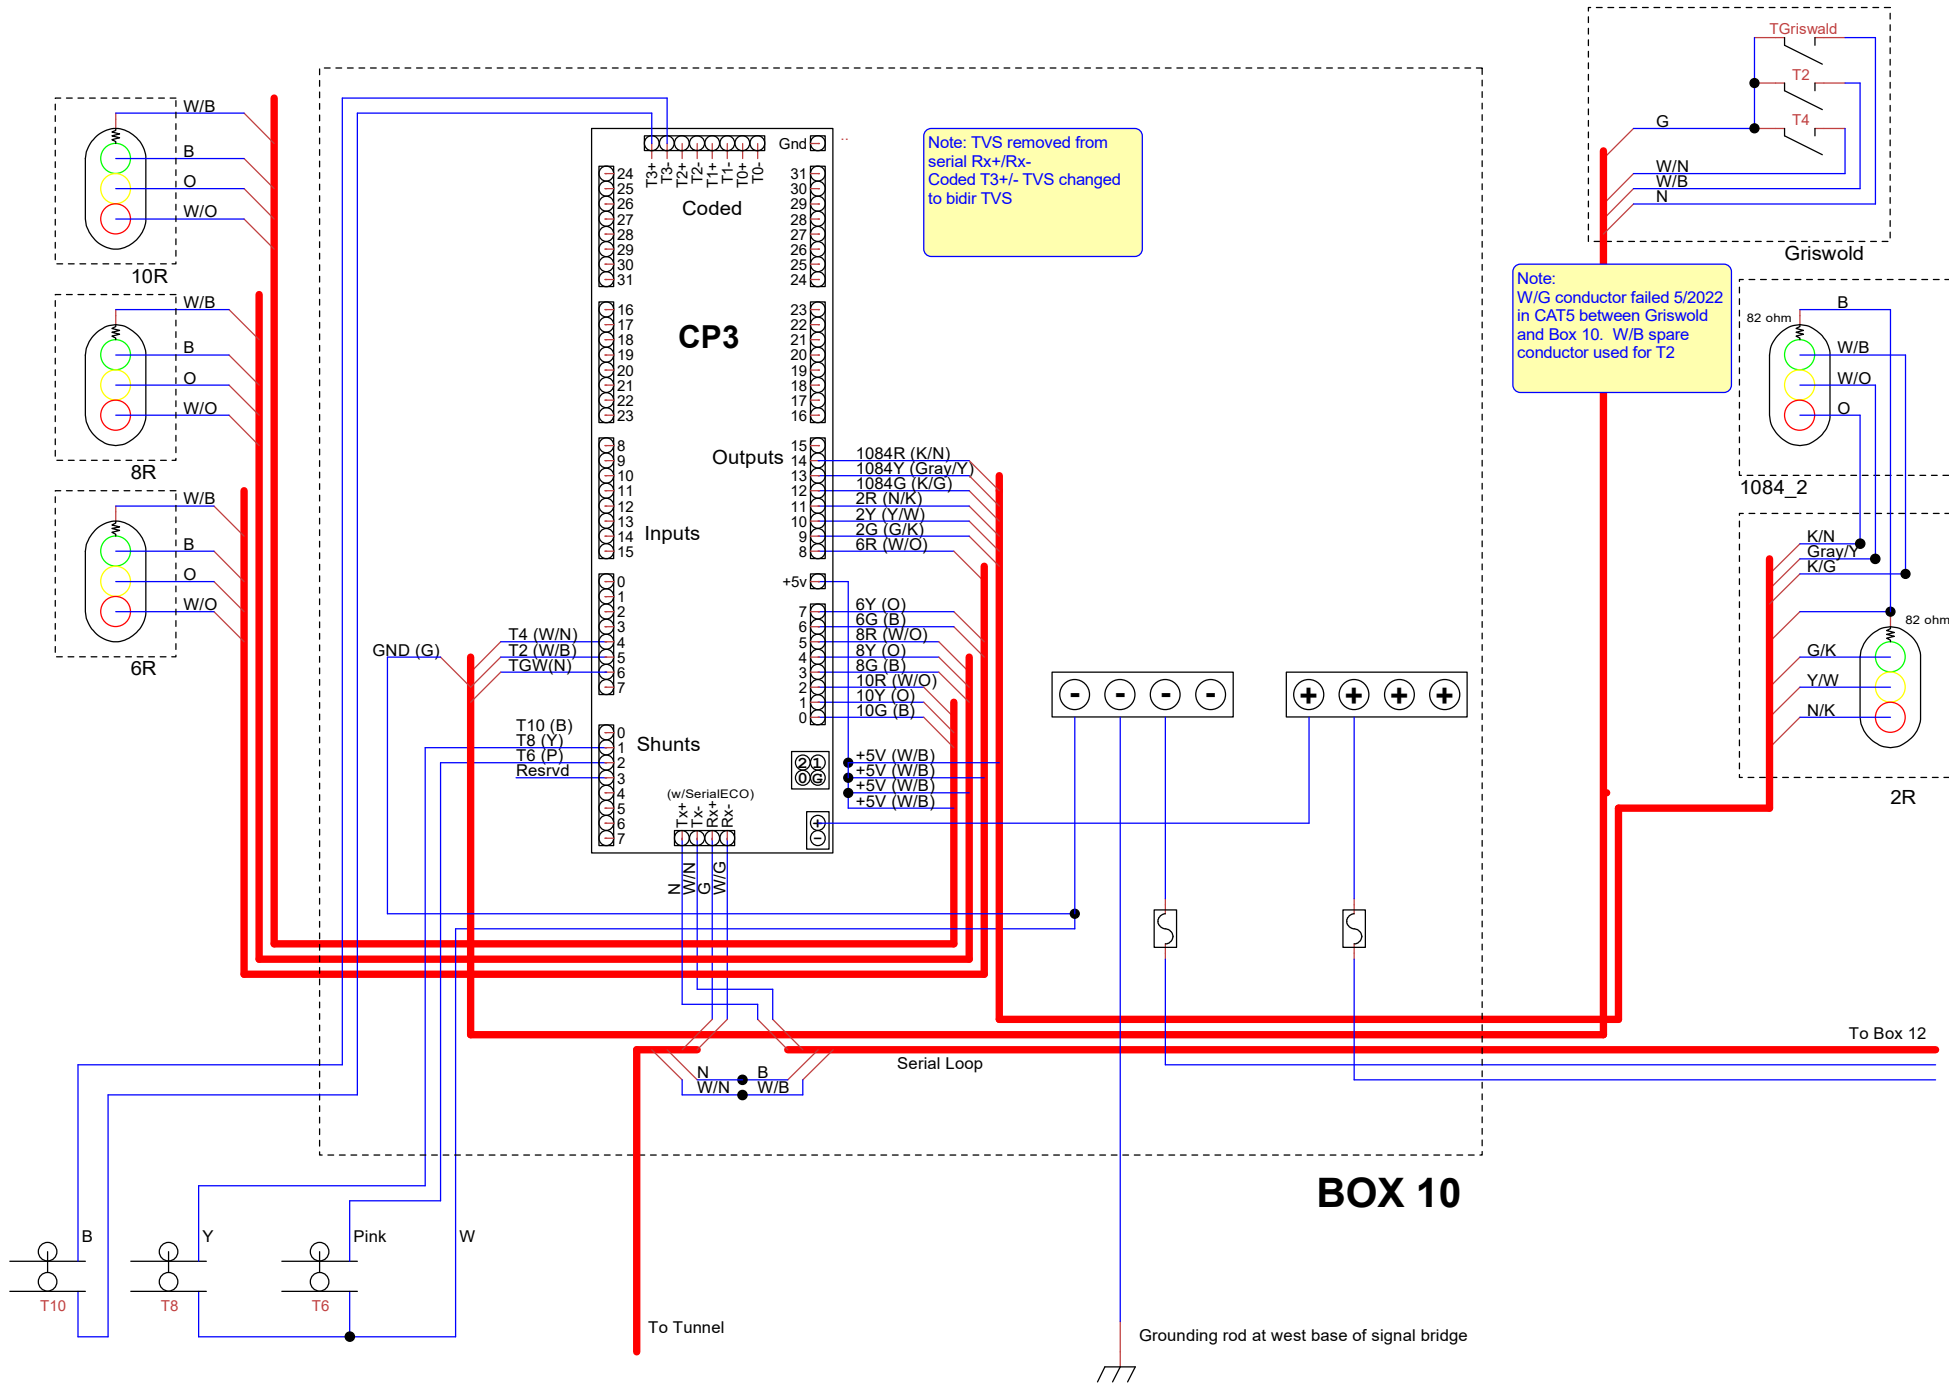 TGriswald
T2
T4
G
W/N
W/B
N
Griswold
W/B
B
O
W/O
10R
W/B
B
O
W/O
8R
W/B
B
O
W/O
6R
T3+
T3-
T2+
T2-
T1+
T1-
T0+
T0-
Coded
Gnd
24
25
26
27
28
29
30
31
31
30
29
28
27
26
25
24
CP3
16
17
18
19
20
21
22
23
23
22
21
20
19
18
17
16
Note: TVS removed from
serial Rx+/Rx-
Coded T3+/- TVS changed
to bidir TVS
Note:
W/G conductor failed 5/2022
in CAT5 between Griswold
and Box 10. W/B spare
conductor used for T2
8
9
10
11
12
13
14
15
Inputs
Outputs
15
14
13
12
11
10
9
8
1084R (K/N)
1084Y (Gray/Y)
1084G (K/G)
2R (N/K)
2Y (Y/W)
2G (G/K)
6R (W/O)
+5v
0
1
2
3
4
5
6
7
7
6
5
4
3
2
1
0
6Y (O)
6G (B)
8R (W/O)
8Y (O)
8G (B)
10R (W/O)
10Y (O)
10G (B)
GND (G)
T4 (W/N)
T2 (W/B)
TGW(N)
T10 (B)
T8 (Y)
T6 (P)
Resrvd
Shunts
0
1
2
3
4
5
6
7
2 1
0 G
+5V (W/B)
+5V (W/B)
+5V (W/B)
+5V (W/B)
(w/SerialECO)
Tx+
Tx-
Rx+
Rx-
+
-
N
W/N
G
W/G
- - - -
+ + + +
B
82 ohm
W/B
W/O
O
1084_2
K/N
Gray/Y
K/G
82 ohm
G/K
Y/W
N/K
2R
To Box 12
Serial Loop
N
B
W/N
W/B
BOX 10
B
Y
Pink
W
T10
T8
T6
To Tunnel
Grounding rod at west base of signal bridge